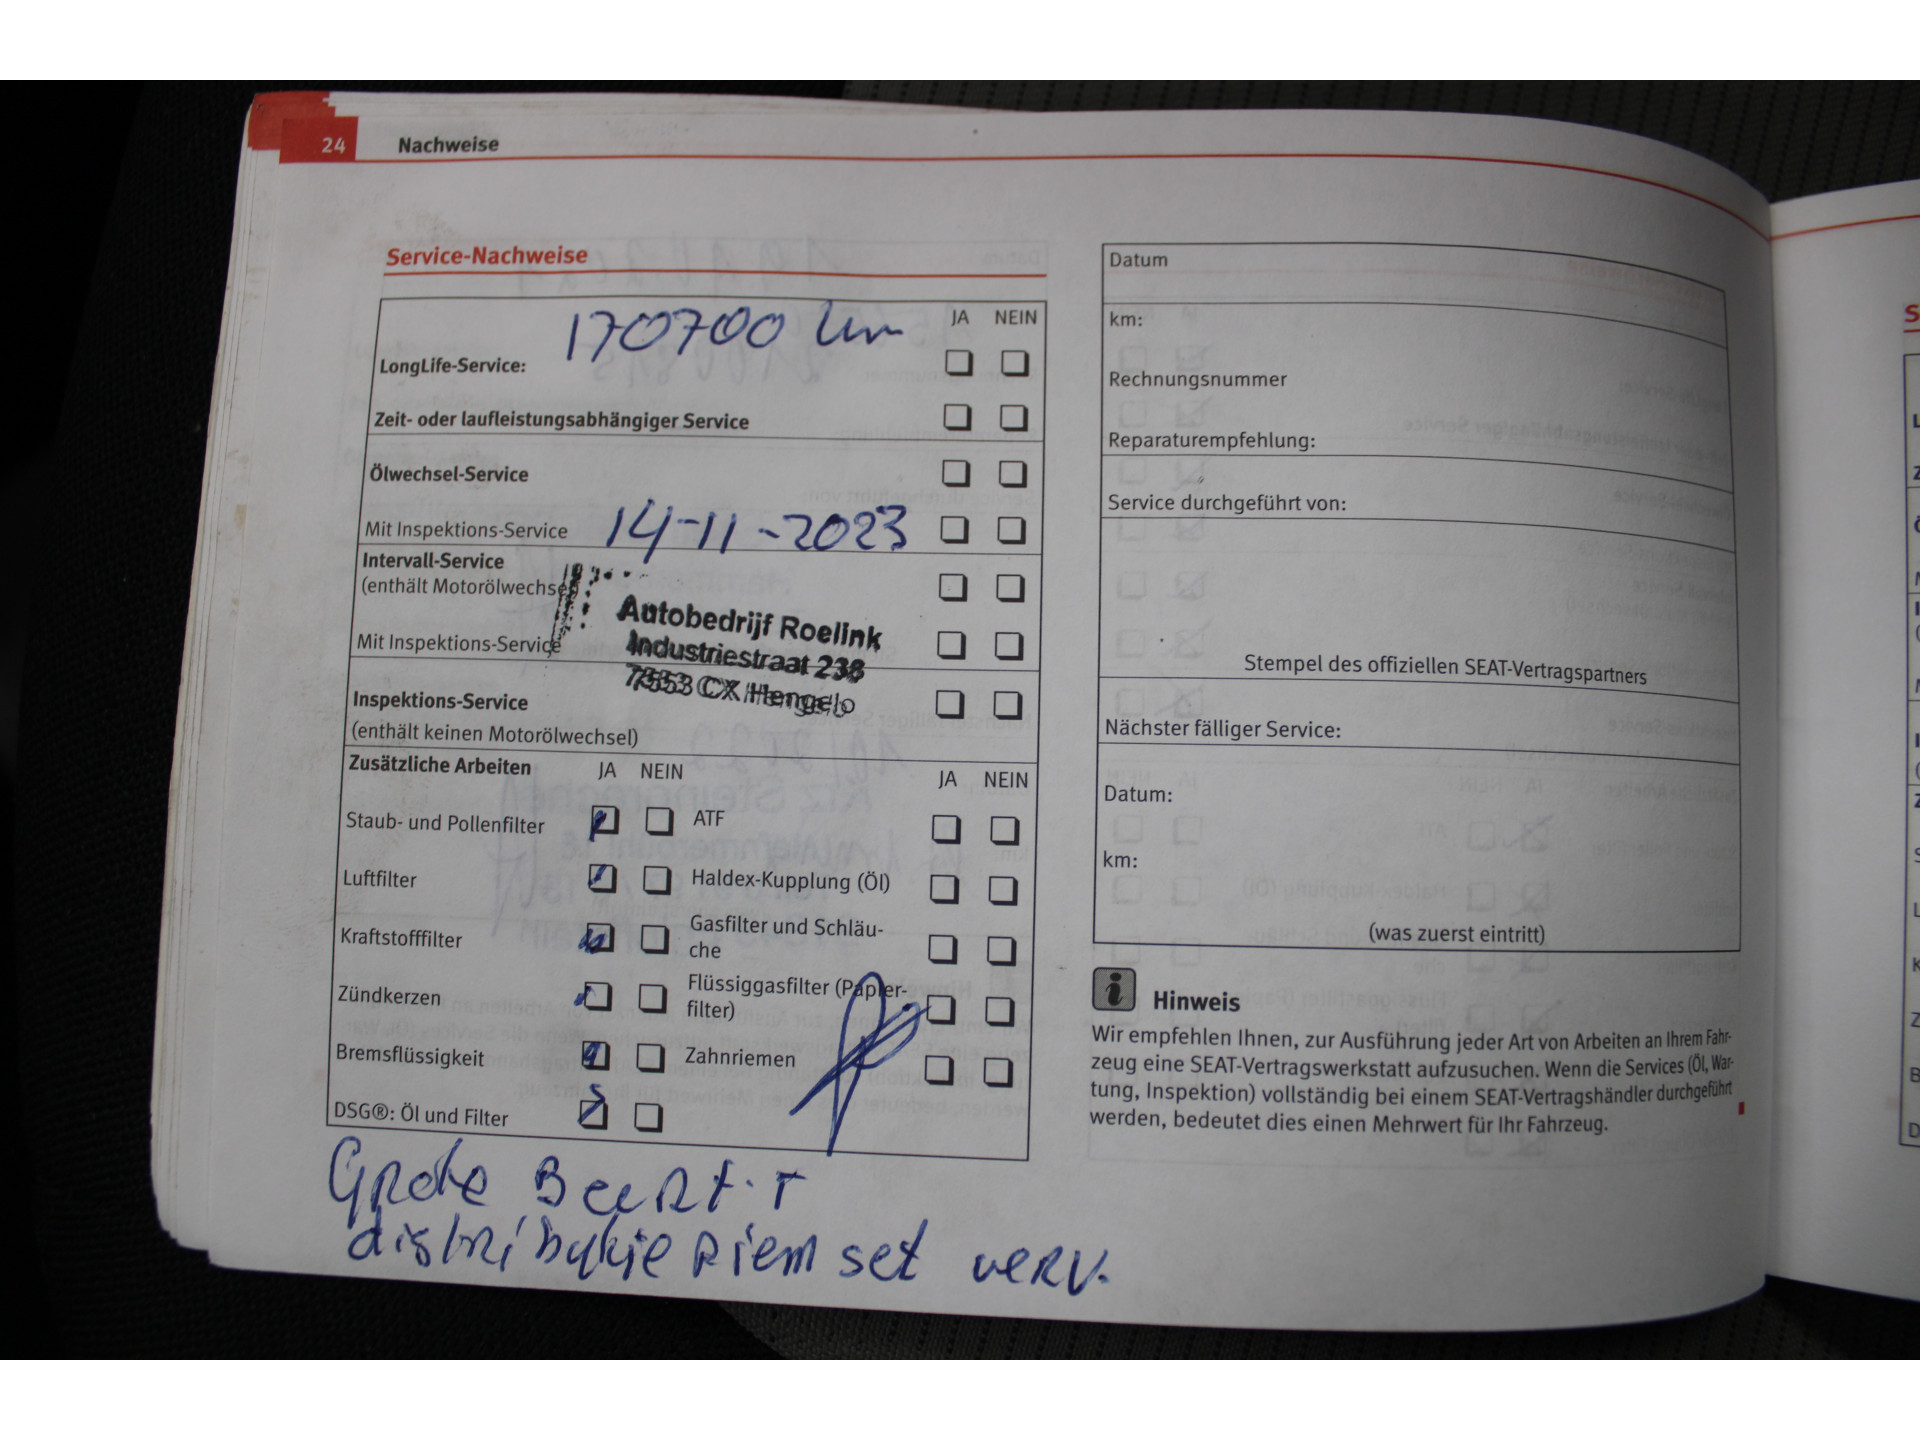 24 Nachweise
Service-Nachweise
170700 km JA NEIN
LongLife-Service:
Zeit- oder laufleistungsabhängiger Service
Ölwechsel-Service
Mit Inspektions-Service 14-11-2023
Intervall-Service
(enthält Motorölwechsel)
Autobedrijf Roelink
Mit Inspektions-Service Industriestraat 238
7553 CX Hengelo
Inspektions-Service
(enthält keinen Motorölwechsel)
Zusätzliche Arbeiten JA NEIN JA NEIN
Staub- und Pollenfilter ATF
Luftfilter Haldex-Kupplung (Öl)
Kraftstofffilter Gasfilter und Schläu-
che
Zündkerzen Flüssiggasfilter (Papier-
filter)
Bremsflüssigkeit Zahnriemen
DSG®: Öl und Filter
Grote Beurt. +
distributie riem set verv.
Datum
km:
Rechnungsnummer
Reparaturempfehlung:
Service durchgeführt von:
Stempel des offiziellen SEAT-Vertragspartners
Nächster fälliger Service:
Datum:
km:
(was zuerst eintritt)
i Hinweis
Wir empfehlen Ihnen, zur Ausführung jeder Art von Arbeiten an Ihrem Fahr-
zeug eine SEAT-Vertragswerkstatt aufzusuchen. Wenn die Services (Öl, War-
tung, Inspektion) vollständig bei einem SEAT-Vertragshändler durchgeführt
werden, bedeutet dies einen Mehrwert für Ihr Fahrzeug.